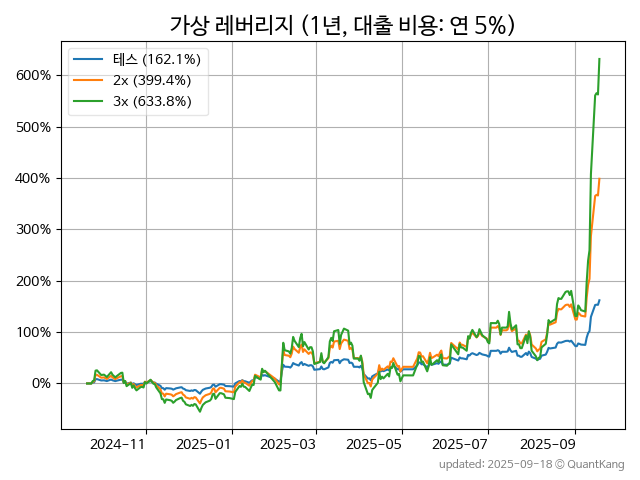 가상 레버리지 (1년, 대출 비용: 연 5%)
테스 (162.1%)
2x (399.4%)
3x (633.8%)
600%
500%
400%
300%
200%
100%
0%
2024-11
2025-01
2025-03
2025-05
2025-07
2025-09
updated: 2025-09-18 © QuantKang